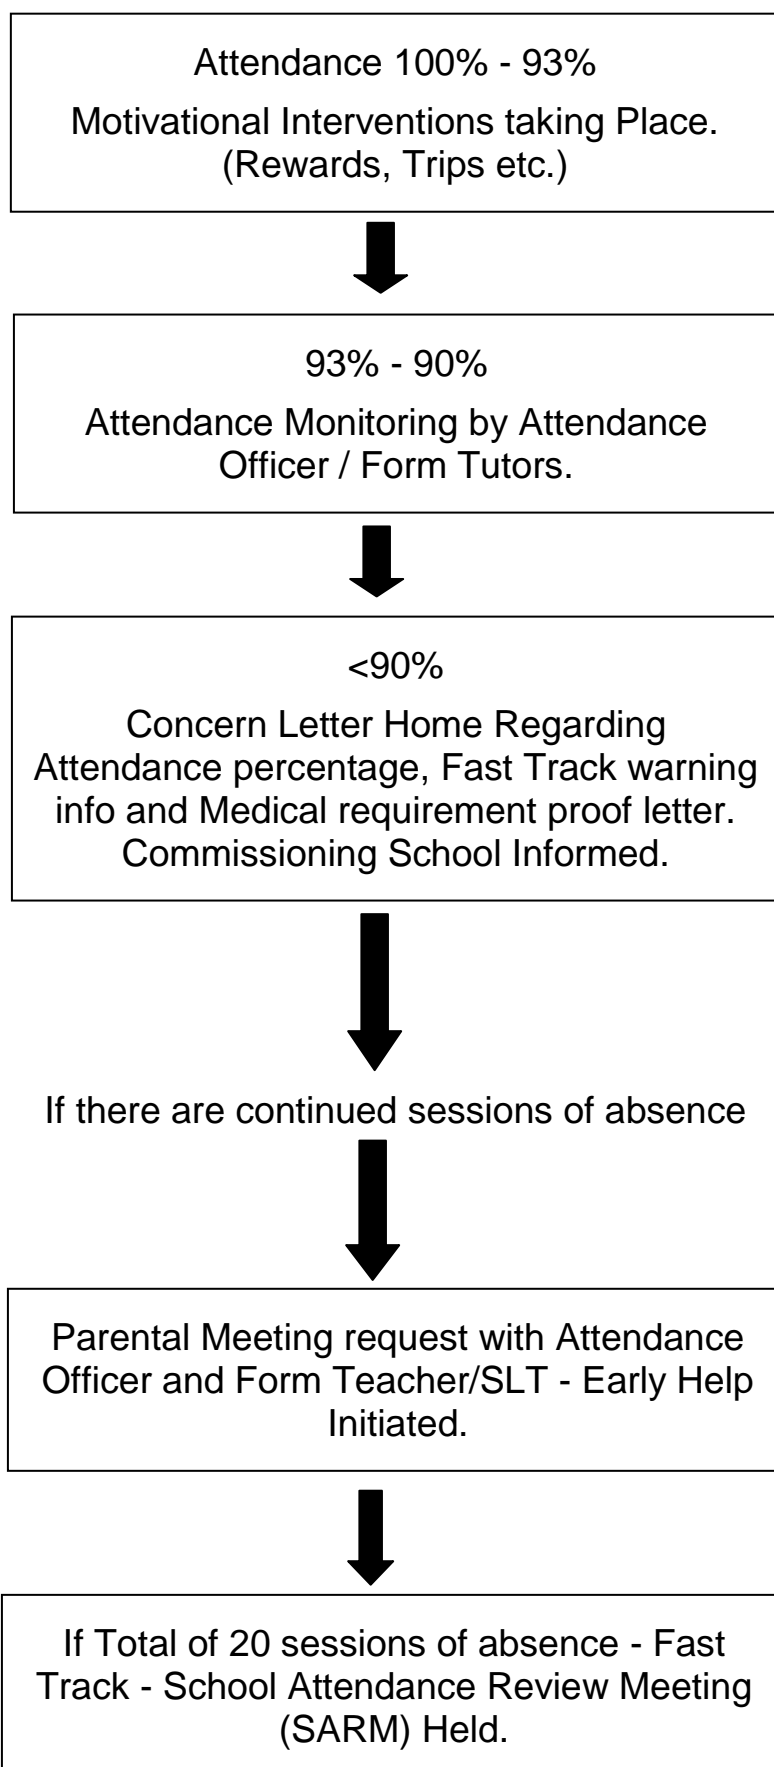 Attendance 100% - 93%
Motivational Interventions taking Place.
(Rewards, Trips etc.)
93% - 90%
Attendance Monitoring by Attendance
Officer / Form Tutors.
<90%
Concern Letter Home Regarding
Attendance percentage, Fast Track warning
info and Medical requirement proof letter.
Commissioning School Informed.
If there are continued sessions of absence
Parental Meeting request with Attendance
Officer and Form Teacher/SLT - Early Help
Initiated.
If Total of 20 sessions of absence - Fast
Track - School Attendance Review Meeting
(SARM) Held.